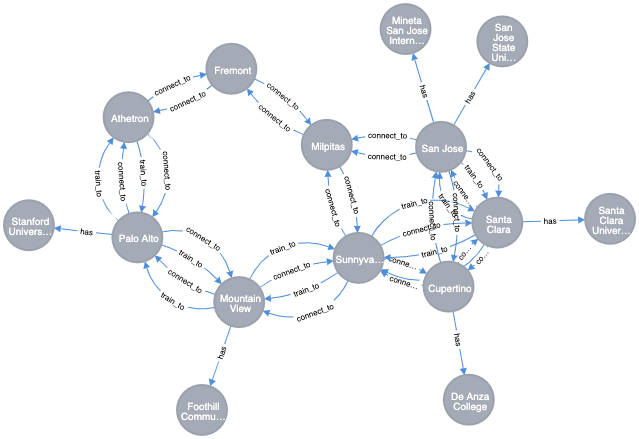 Mineta
San Jose
Intern...
San
Jose
State
Uni...
has
has
Fremont
connect_to
connect_to
connect_to
connect_to
Athetron
Milpitas
connect_to
connect_to
San Jose
train_to
connect_to
train_to
connect_to
connect_to
connect_to
connect_to
train_to
conne...
train_to
connect_to
connect_to
Stanford
Univers...
has
Palo Alto
connect_to
train_to
connect_to
train_to
train_to
connect_to
train_to
connect_to
Sunnyva...
train_to
connect_to
train_to
conne...
conne...
co...
co...
Santa
Clara
has
Santa
Clara
Univer...
Mountain
View
Cupertino
has
has
Foothill
Commu...
De Anza
College